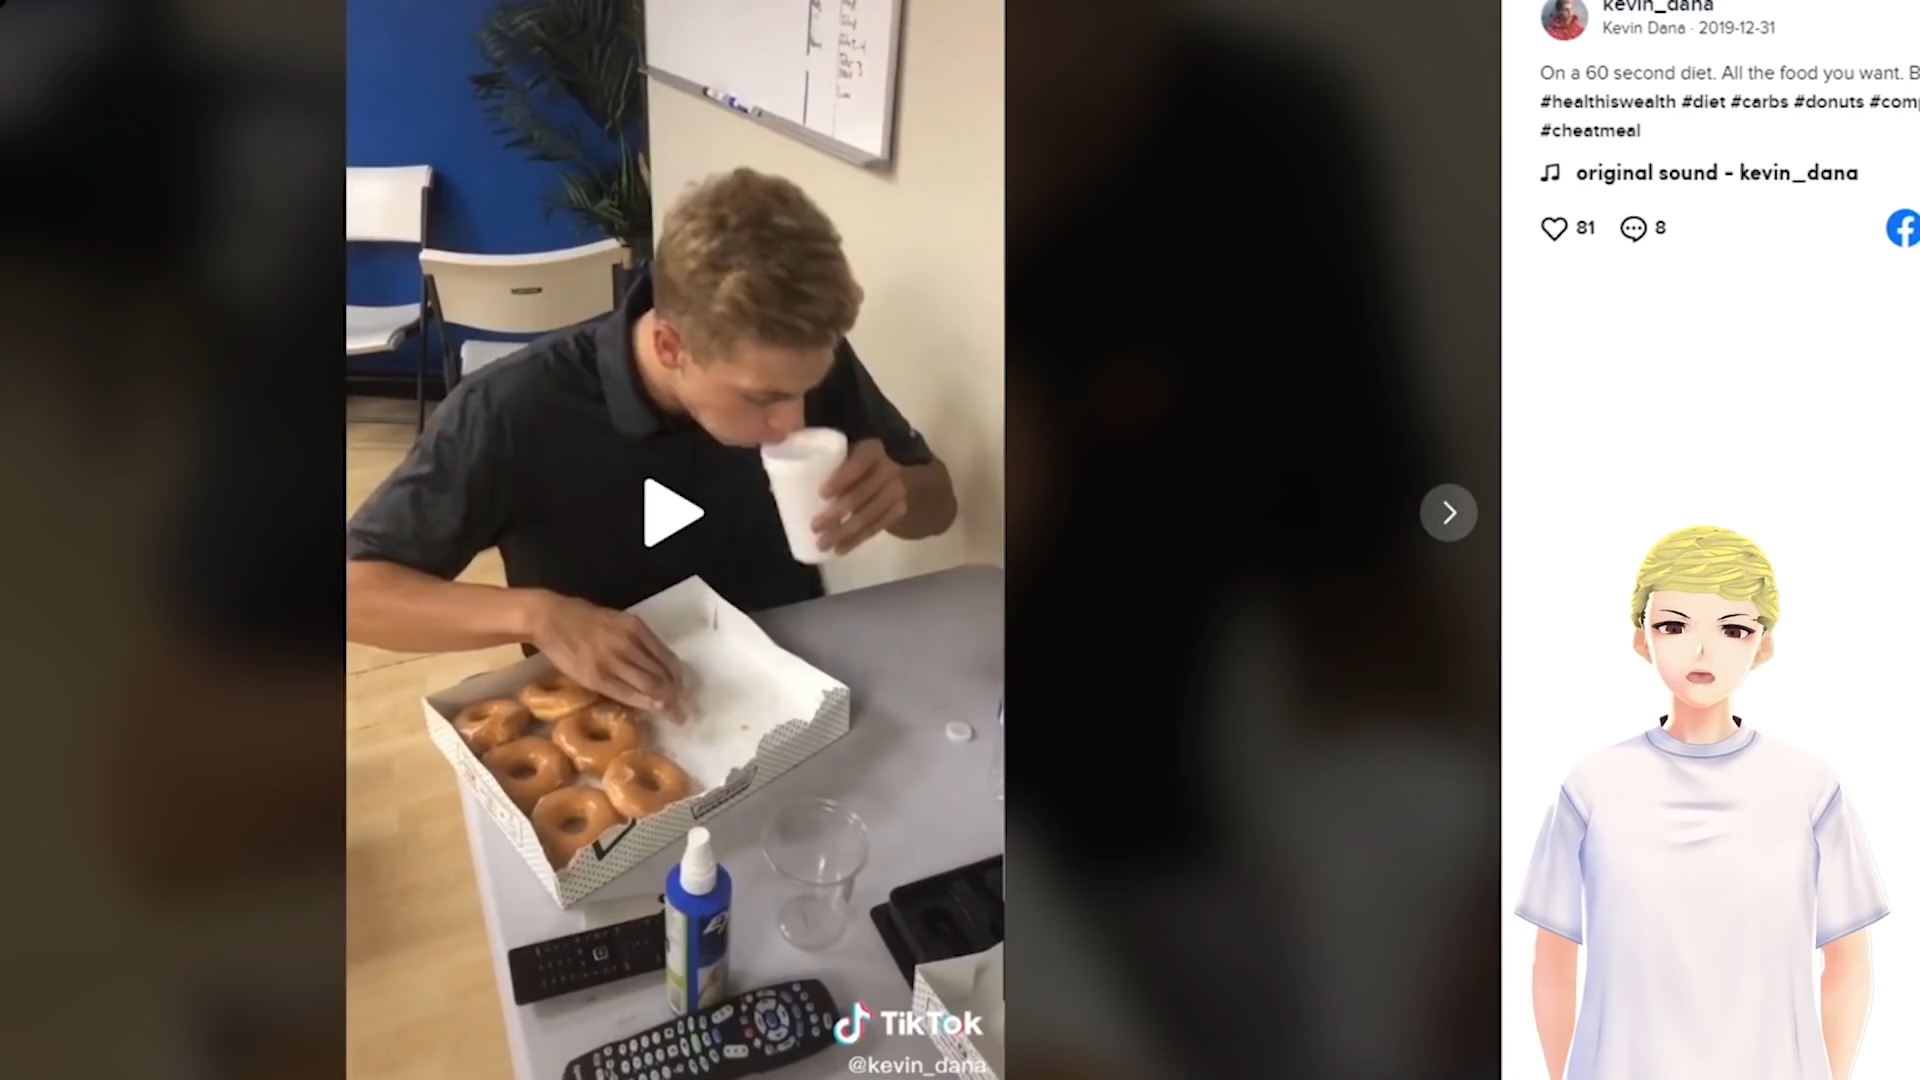 kevin_dana
Kevin Dana · 2019-12-31
On a 60 second diet. All the food you want. B
#healthiswealth #diet #carbs #donuts #com
#cheatmeal
original sound - kevin_dana
81
8
TikTok
@kevin_dana